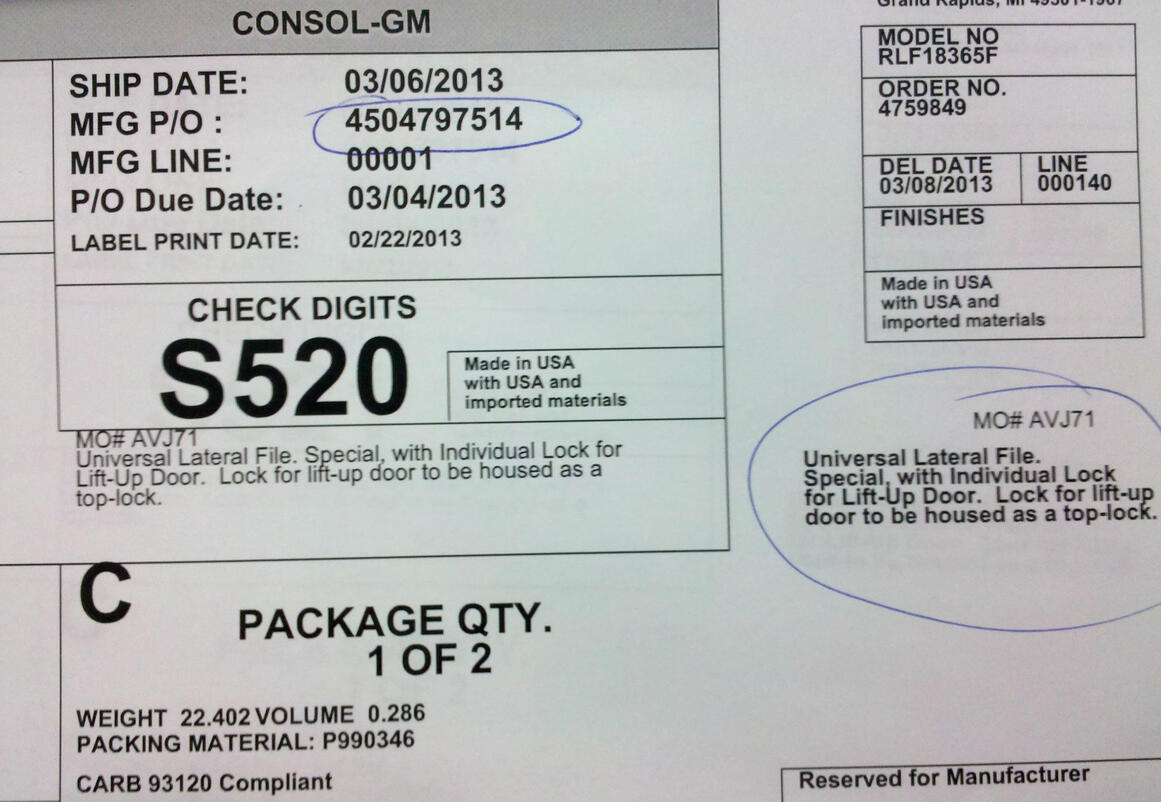 CONSOL-GM
SHIP DATE: 03/06/2013
MFG P/O : 4504797514
MFG LINE: 00001
P/O Due Date: 03/04/2013
LABEL PRINT DATE: 02/22/2013
CHECK DIGITS
S520
Made in USA
with USA and
imported materials
MO# AVJ71
Universal Lateral File. Special, with Individual Lock for
Lift-Up Door. Lock for lift-up door to be housed as a
top-lock.
C
PACKAGE QTY.
1 OF 2
WEIGHT 22.402 VOLUME 0.286
PACKING MATERIAL: P990346
CARB 93120 Compliant
Grand Rapids, MI
MODEL NO
RLF18365F
ORDER NO.
4759849
DEL DATE
03/08/2013
LINE
000140
FINISHES
Made in USA
with USA and
imported materials
MO# AVJ71
Universal Lateral File.
Special, with Individual Lock
for Lift-Up Door. Lock for lift-up
door to be housed as a top-lock.
Reserved for Manufacturer